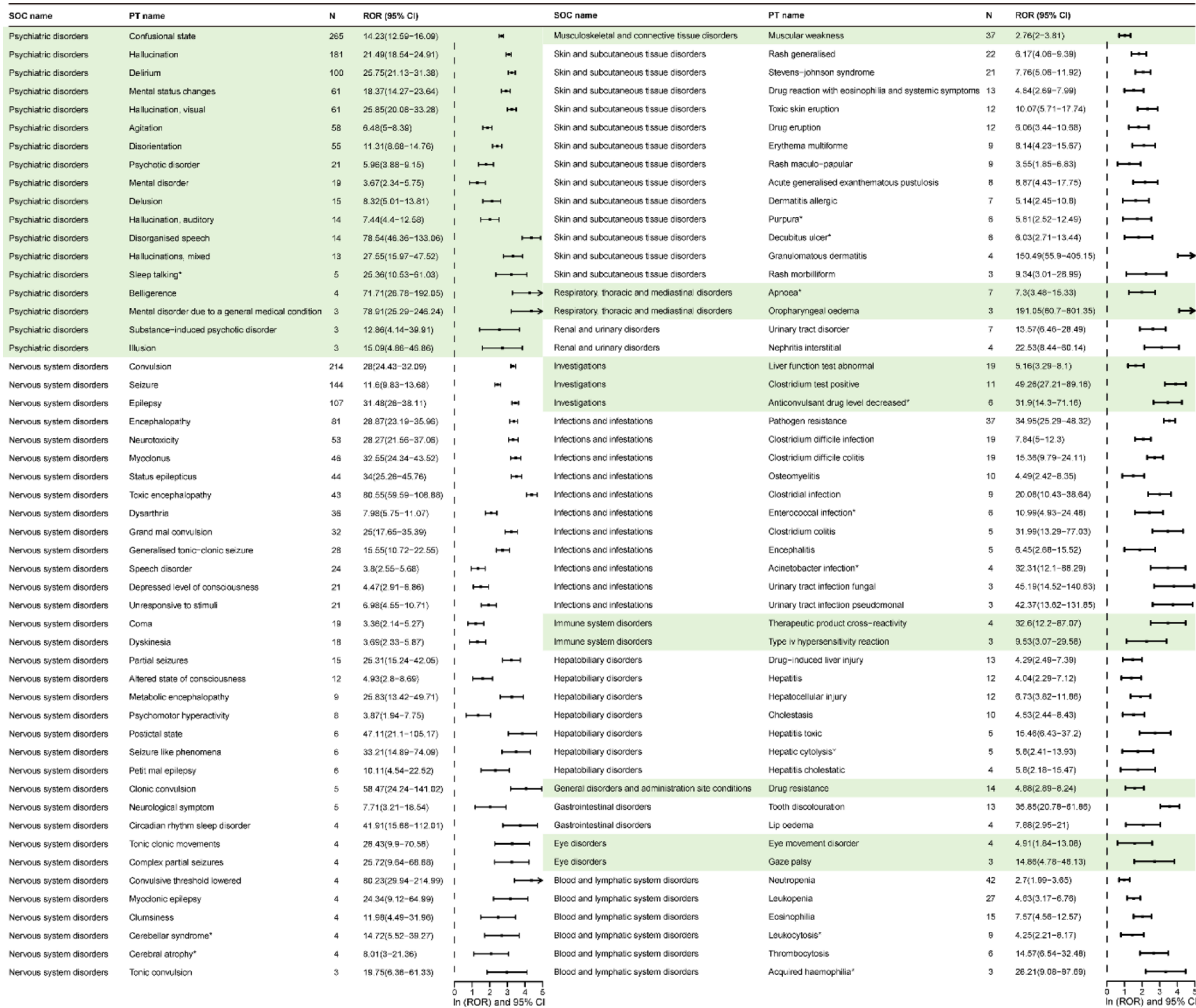 SOC name PT name N ROR (95% CI)
Psychiatric disorders Confusional state 265 14.23(12.59−16.09)
Psychiatric disorders Hallucination 181 21.49(18.54−24.91)
Psychiatric disorders Delirium 100 25.75(21.13−31.38)
Psychiatric disorders Mental status changes 61 18.37(14.27−23.64)
Psychiatric disorders Hallucination, visual 61 25.85(20.08−33.28)
Psychiatric disorders Agitation 58 6.48(5−8.39)
Psychiatric disorders Disorientation 55 11.31(8.68−14.76)
Psychiatric disorders Psychotic disorder 21 5.96(3.88−9.15)
Psychiatric disorders Mental disorder 19 3.67(2.34−5.75)
Psychiatric disorders Delusion 15 8.32(5.01−13.81)
Psychiatric disorders Hallucination, auditory 14 7.44(4.4−12.58)
Psychiatric disorders Disorganised speech 14 78.54(46.36−133.06)
Psychiatric disorders Hallucinations, mixed 13 27.55(15.97−47.52)
Psychiatric disorders Sleep talking* 5 25.36(10.53−61.03)
Psychiatric disorders Belligerence 4 71.71(26.78−192.05)
Psychiatric disorders Mental disorder due to a general medical condition 3 78.91(25.29−246.24)
Psychiatric disorders Substance−induced psychotic disorder 3 12.86(4.14−39.91)
Psychiatric disorders Illusion 3 15.09(4.86−46.86)
Nervous system disorders Convulsion 214 28(24.43−32.09)
Nervous system disorders Seizure 144 11.6(9.83−13.68)
Nervous system disorders Epilepsy 107 31.48(26−38.11)
Nervous system disorders Encephalopathy 81 28.87(23.19−35.96)
Nervous system disorders Neurotoxicity 53 28.27(21.56−37.06)
Nervous system disorders Myoclonus 46 32.55(24.34−43.52)
Nervous system disorders Status epilepticus 44 34(25.26−45.76)
Nervous system disorders Toxic encephalopathy 43 80.55(59.59−108.88)
Nervous system disorders Dysarthria 36 7.98(5.75−11.07)
Nervous system disorders Grand mal convulsion 32 25(17.65−35.39)
Nervous system disorders Generalised tonic−clonic seizure 28 15.55(10.72−22.55)
Nervous system disorders Speech disorder 24 3.8(2.55−5.68)
Nervous system disorders Depressed level of consciousness 21 4.47(2.91−6.86)
Nervous system disorders Unresponsive to stimuli 21 6.98(4.55−10.71)
Nervous system disorders Coma 19 3.36(2.14−5.27)
Nervous system disorders Dyskinesia 18 3.69(2.33−5.87)
Nervous system disorders Partial seizures 15 25.31(15.24−42.05)
Nervous system disorders Altered state of consciousness 12 4.93(2.8−8.69)
Nervous system disorders Metabolic encephalopathy 9 25.83(13.42−49.71)
Nervous system disorders Psychomotor hyperactivity 8 3.87(1.94−7.75)
Nervous system disorders Postictal state 6 47.11(21.1−105.17)
Nervous system disorders Seizure like phenomena 6 33.21(14.89−74.09)
Nervous system disorders Petit mal epilepsy 6 10.11(4.54−22.52)
Nervous system disorders Clonic convulsion 5 58.47(24.24−141.02)
Nervous system disorders Neurological symptom 5 7.71(3.21−18.54)
Nervous system disorders Circadian rhythm sleep disorder 4 41.91(15.68−112.01)
Nervous system disorders Tonic clonic movements 4 28.43(9.9−70.58)
Nervous system disorders Complex partial seizures 4 25.72(9.64−68.68)
Nervous system disorders Convulsive threshold lowered 4 80.23(29.94−214.99)
Nervous system disorders Myoclonic epilepsy 4 24.34(9.12−64.99)
Nervous system disorders Clumsiness 4 11.98(4.49−31.96)
Nervous system disorders Cerebellar syndrome* 4 14.72(5.52−39.27)
Nervous system disorders Cerebral atrophy* 4 8.01(3−21.36)
Nervous system disorders Tonic convulsion 3 19.75(6.36−61.33)
0 1 2 3 4 5
ln (ROR) and 95% CI
SOC name PT name N ROR (95% CI)
Musculoskeletal and connective tissue disorders Muscular weakness 37 2.76(2−3.81)
Skin and subcutaneous tissue disorders Rash generalised 22 6.17(4.06−9.39)
Skin and subcutaneous tissue disorders Stevens−johnson syndrome 21 7.76(5.06−11.92)
Skin and subcutaneous tissue disorders Drug reaction with eosinophilia and systemic symptoms 13 4.64(2.69−7.99)
Skin and subcutaneous tissue disorders Toxic skin eruption 12 10.07(5.71−17.74)
Skin and subcutaneous tissue disorders Drug eruption 12 6.06(3.44−10.68)
Skin and subcutaneous tissue disorders Erythema multiforme 9 8.14(4.23−15.67)
Skin and subcutaneous tissue disorders Rash maculo−papular 9 3.55(1.85−6.83)
Skin and subcutaneous tissue disorders Acute generalised exanthematous pustulosis 8 8.87(4.43−17.75)
Skin and subcutaneous tissue disorders Dermatitis allergic 7 5.14(2.45−10.8)
Skin and subcutaneous tissue disorders Purpura* 6 5.61(2.52−12.49)
Skin and subcutaneous tissue disorders Decubitus ulcer* 6 6.03(2.71−13.44)
Skin and subcutaneous tissue disorders Granulomatous dermatitis 4 150.49(55.9−405.15)
Skin and subcutaneous tissue disorders Rash morbilliform 3 9.34(3.01−28.99)
Respiratory, thoracic and mediastinal disorders Apnoea* 7 7.3(3.48−15.33)
Respiratory, thoracic and mediastinal disorders Oropharyngeal oedema 3 191.05(60.7−601.35)
Renal and urinary disorders Urinary tract disorder 7 13.57(6.46−28.49)
Renal and urinary disorders Nephritis interstitial 4 22.53(8.44−60.14)
Investigations Liver function test abnormal 19 5.16(3.29−8.1)
Investigations Clostridium test positive 11 49.26(27.21−89.16)
Investigations Anticonvulsant drug level decreased* 6 31.9(14.3−71.16)
Infections and infestations Pathogen resistance 37 34.95(25.29−48.32)
Infections and infestations Clostridium difficile infection 19 7.84(5−12.3)
Infections and infestations Clostridium difficile colitis 19 15.36(9.79−24.11)
Infections and infestations Osteomyelitis 10 4.49(2.42−8.35)
Infections and infestations Clostridial infection 9 20.08(10.43−38.64)
Infections and infestations Enterococcal infection* 6 10.99(4.93−24.48)
Infections and infestations Clostridium colitis 5 31.99(13.29−77.03)
Infections and infestations Encephalitis 5 6.45(2.68−15.52)
Infections and infestations Acinetobacter infection* 4 32.31(12.1−86.29)
Infections and infestations Urinary tract infection fungal 3 45.19(14.52−140.63)
Infections and infestations Urinary tract infection pseudomonal 3 42.37(13.62−131.85)
Immune system disorders Therapeutic product cross−reactivity 4 32.6(12.2−87.07)
Immune system disorders Type iv hypersensitivity reaction 3 9.53(3.07−29.58)
Hepatobiliary disorders Drug−induced liver injury 13 4.29(2.49−7.39)
Hepatobiliary disorders Hepatitis 12 4.04(2.29−7.12)
Hepatobiliary disorders Hepatocellular injury 12 6.73(3.82−11.86)
Hepatobiliary disorders Cholestasis 10 4.53(2.44−8.43)
Hepatobiliary disorders Hepatitis toxic 5 15.46(6.43−37.2)
Hepatobiliary disorders Hepatic cytolysis* 5 5.8(2.41−13.93)
Hepatobiliary disorders Hepatitis cholestatic 4 5.8(2.18−15.47)
General disorders and administration site conditions Drug resistance 14 4.88(2.89−8.24)
Gastrointestinal disorders Tooth discolouration 13 35.85(20.78−61.86)
Gastrointestinal disorders Lip oedema 4 7.88(2.95−21)
Eye disorders Eye movement disorder 4 4.91(1.84−13.08)
Eye disorders Gaze palsy 3 14.86(4.78−46.13)
Blood and lymphatic system disorders Neutropenia 42 2.7(1.99−3.65)
Blood and lymphatic system disorders Leukopenia 27 4.63(3.17−6.76)
Blood and lymphatic system disorders Eosinophilia 15 7.57(4.56−12.57)
Blood and lymphatic system disorders Leukocytosis* 9 4.25(2.21−8.17)
Blood and lymphatic system disorders Thrombocytosis 6 14.57(6.54−32.48)
Blood and lymphatic system disorders Acquired haemophilia* 3 28.21(9.08−87.69)
0 1 2 3 4 5
ln (ROR) and 95% CI